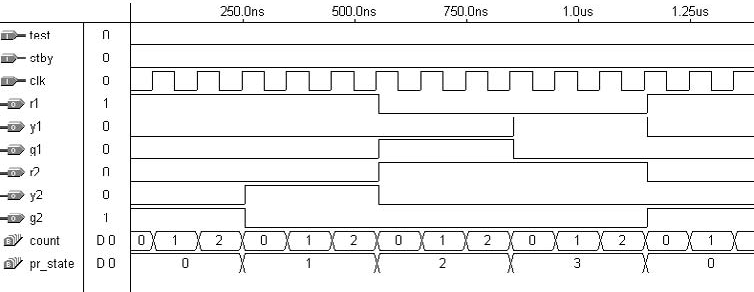 250.0ns 500.0ns 750.0ns 1.0us 1.25us
test 0
stby 0
clk 0
r1 1
y1 0
g1 0
r2 0
y2 0
g2 1
count D 0 0 1 2 0 1 2 0 1 2 0 1 2 0 1
pr_state D 0 0 1 2 3 0